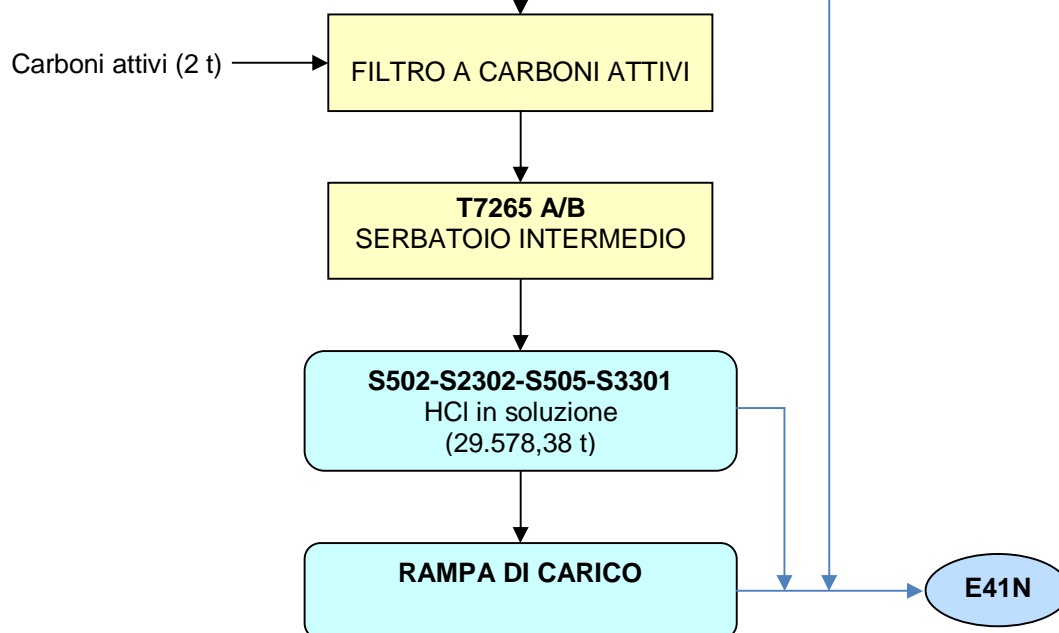 Carboni attivi (2 t)
FILTRO A CARBONI ATTIVI
T7265 A/B
SERBATOIO INTERMEDIO
S502-S2302-S505-S3301
HCl in soluzione
(29.578,38 t)
RAMPA DI CARICO
E41N